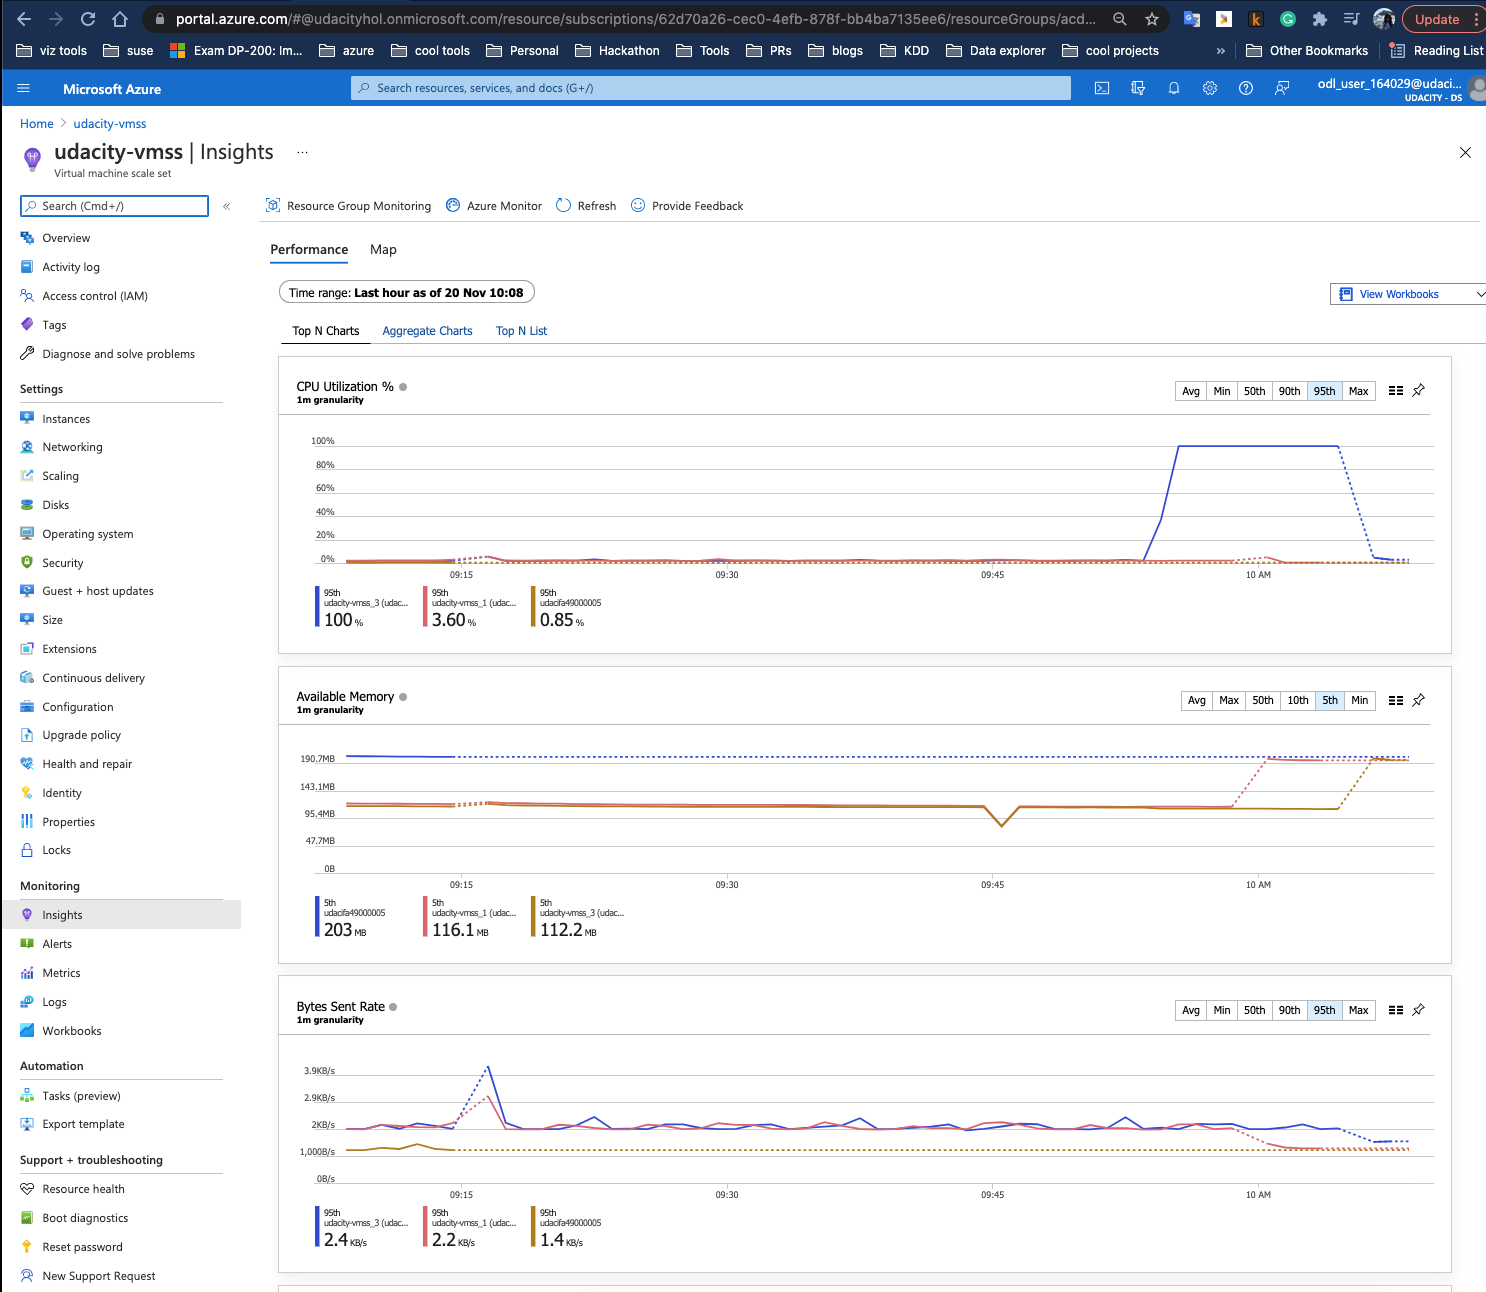 portal.azure.com/#@udacityhol.onmicrosoft.com/resource/subscriptions/62d70a26-cec0-4efb-878f-bb4ba7135ee6/resourceGroups/acd...
Update
viz tools
suse
Exam DP-200: Im...
azure
cool tools
Personal
Hackathon
Tools
PRs
blogs
KDD
Data explorer
cool projects
»
Other Bookmarks
Reading List
Microsoft Azure
Search resources, services, and docs (G+/)
odl_user_164029@udaci...
UDACITY - DS
Home > udacity-vmss
udacity-vmss | Insights ...
Virtual machine scale set
Search (Cmd+/)
«
Resource Group Monitoring
Azure Monitor
Refresh
Provide Feedback
Overview
Activity log
Access control (IAM)
Tags
Diagnose and solve problems
Settings
Instances
Networking
Scaling
Disks
Operating system
Security
Guest + host updates
Size
Extensions
Continuous delivery
Configuration
Upgrade policy
Health and repair
Identity
Properties
Locks
Monitoring
Insights
Alerts
Metrics
Logs
Workbooks
Automation
Tasks (preview)
Export template
Support + troubleshooting
Resource health
Boot diagnostics
Reset password
New Support Request
Performance
Map
Time range: Last hour as of 20 Nov 10:08
View Workbooks
Top N Charts
Aggregate Charts
Top N List
CPU Utilization %
1m granularity
Avg
Min
50th
90th
95th
Max
100%
80%
60%
40%
20%
0%
09:15
09:30
09:45
10 AM
95th
udacity-vmss_3 (udac...
100 %
95th
udacity-vmss_1 (udac...
3.60 %
95th
udacifa49000005
0.85 %
Available Memory
1m granularity
Avg
Max
50th
10th
5th
Min
190.7MB
143.1MB
95.4MB
47.7MB
0B
09:15
09:30
09:45
10 AM
5th
udacifa49000005
203 MB
5th
udacity-vmss_1 (udac...
116.1 MB
5th
udacity-vmss_3 (udac...
112.2 MB
Bytes Sent Rate
1m granularity
Avg
Min
50th
90th
95th
Max
3.9KB/s
2.9KB/s
2KB/s
1,000B/s
0B/s
09:15
09:30
09:45
10 AM
95th
udacity-vmss_3 (udac...
2.4 KB/s
95th
udacity-vmss_1 (udac...
2.2 KB/s
95th
udacifa49000005
1.4 KB/s